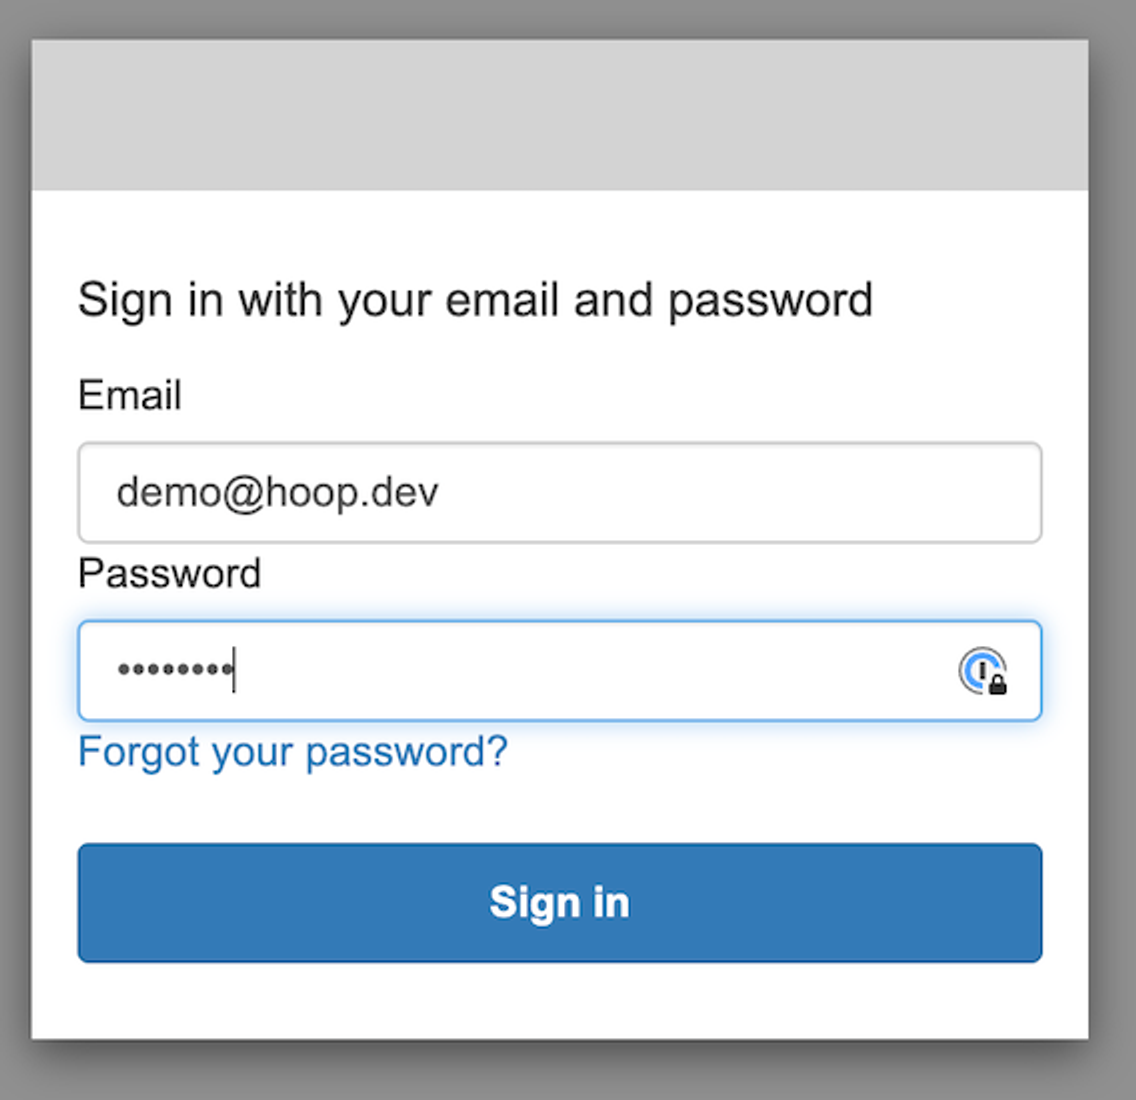 Sign in with your email and password
Email
demo@hoop.dev
Password
••••••••
Forgot your password?
Sign in